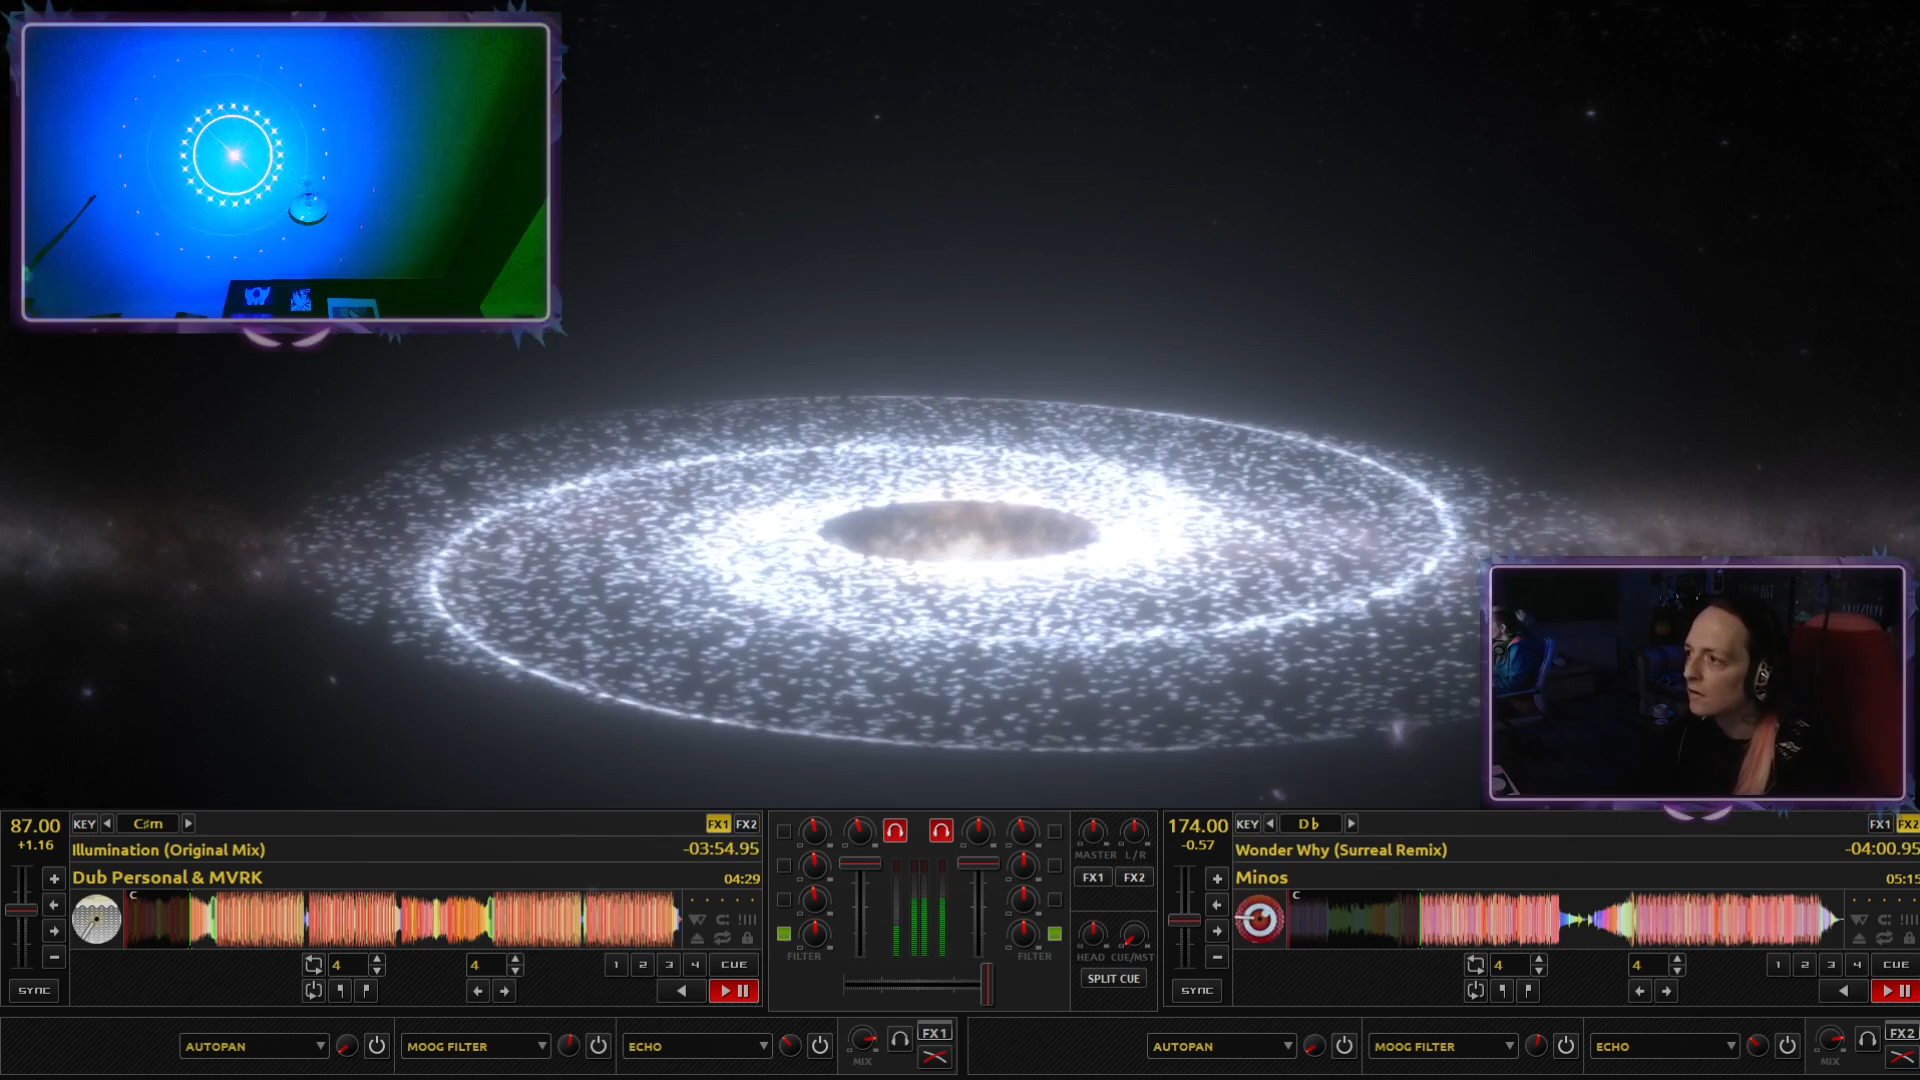 87.00
+1.16
KEY C♯m FX1 FX2
Illumination (Original Mix) -03:54.95
Dub Personal & MVRK 04:29
C
4 4 1 2 3 4 CUE
SYNC
FILTER FILTER
MASTER L/R
FX1 FX2
HEAD CUE/MST
SPLIT CUE
174.00
-0.57
KEY D♭ FX1 FX2
Wonder Why (Surreal Remix) -04:00.95
Minos 05:15
C
4 4 1 2 3 4 CUE
SYNC
AUTOPAN MOOG FILTER ECHO MIX FX1
AUTOPAN MOOG FILTER ECHO MIX FX2